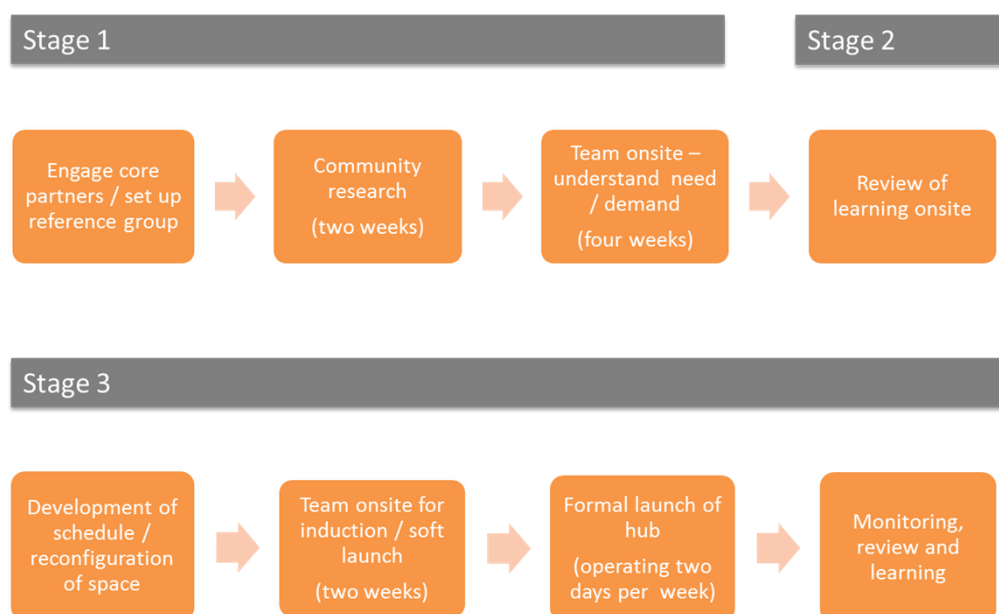 Stage 1
Stage 2
Engage core
partners / set up
reference group
Community
research
(two weeks)
Team onsite –
understand need
/ demand
(four weeks)
Review of
learning onsite
Stage 3
Development of
schedule /
reconfiguration
of space
Team onsite for
induction / soft
launch
(two weeks)
Formal launch of
hub
(operating two
days per week)
Monitoring,
review and
learning